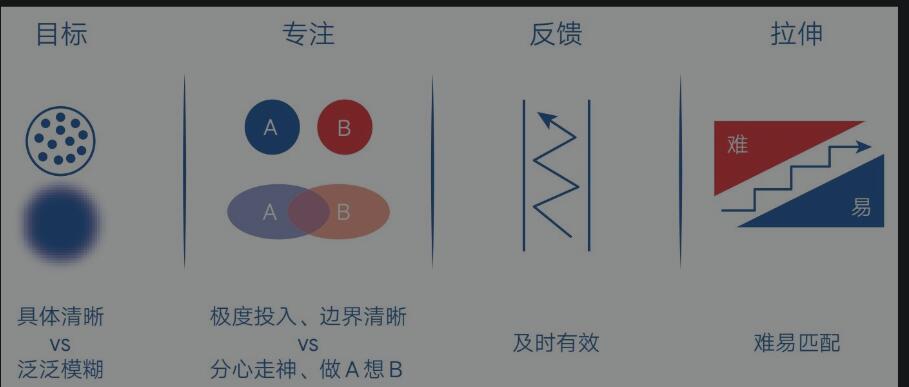 目标
专注
反馈
拉伸
A
B
A
B
难
易
具体清晰
vs
泛泛模糊
极度投入、边界清晰
vs
分心走神、做A想B
及时有效
难易匹配